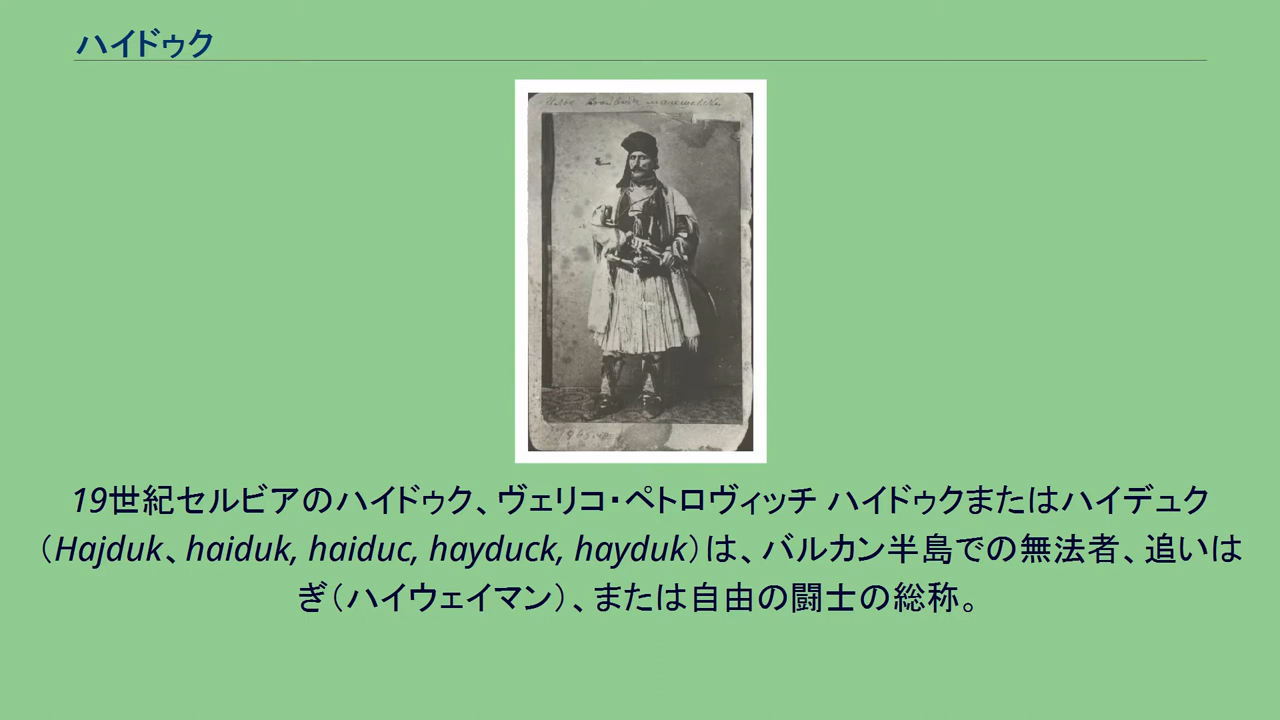 ハイドゥク
19世紀セルビアのハイドゥク、ヴェリコ・ペトロヴィッチ ハイドゥクまたはハイデュク
（Hajduk、haiduk, haiduc, hayduck, hayduk）は、バルカン半島での無法者、追いは
ぎ（ハイウェイマン）、または自由の闘士の総称。